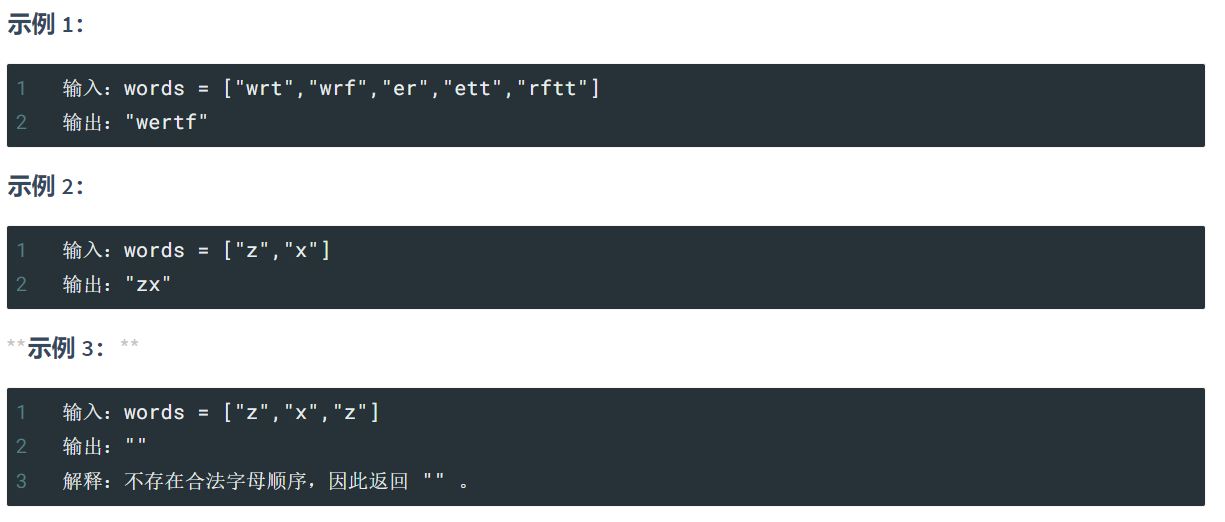 示例 1：
1 输入：words = ["wrt","wrf","er","ett","rftt"]
2 输出："wertf"
示例 2：
1 输入：words = ["z","x"]
2 输出："zx"
**示例 3： **
1 输入：words = ["z","x","z"]
2 输出：""
3 解释：不存在合法字母顺序，因此返回 "" 。